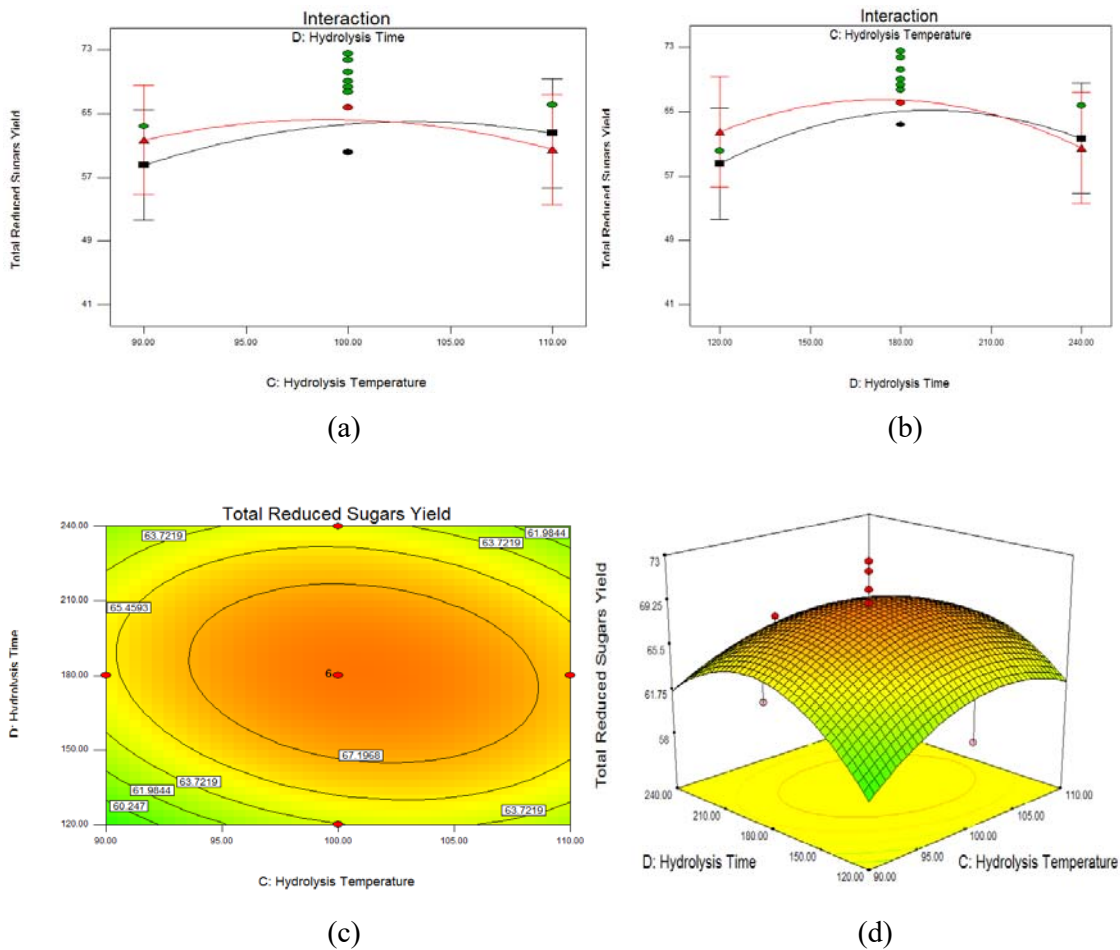 Interaction
D: Hydrolysis Time
Total Reduced Sugars Yield
73
65
57
49
41
90.00 95.00 100.00 105.00 110.00
C: Hydrolysis Temperature
(a)
Interaction
C: Hydrolysis Temperature
Total Reduced Sugars Yield
73
65
57
49
41
120.00 150.00 180.00 210.00 240.00
D: Hydrolysis Time
(b)
Total Reduced Sugars Yield
D: Hydrolysis Time
240.00
210.00
180.00
150.00
120.00
63.7219
61.9844
63.7219
65.4593
6
67.1968
63.7219
61.9844
60.247
63.7219
90.00 95.00 100.00 105.00 110.00
C: Hydrolysis Temperature
(c)
Total Reduced Sugars Yield
73
69.25
65.5
61.75
58
240.00
210.00
180.00
150.00
120.00
110.00
105.00
100.00
95.00
90.00
D: Hydrolysis Time
C: Hydrolysis Temperature
(d)